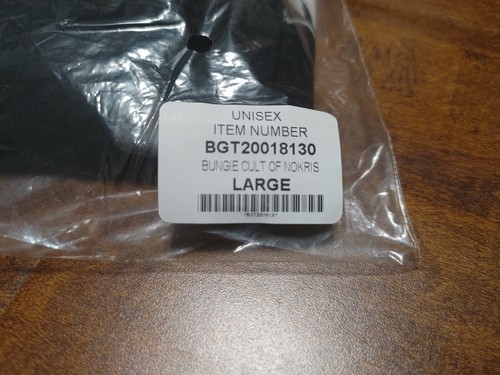 UNISEX
ITEM NUMBER
BGT20018130
BUNGIE CULT OF NOKRIS
LARGE